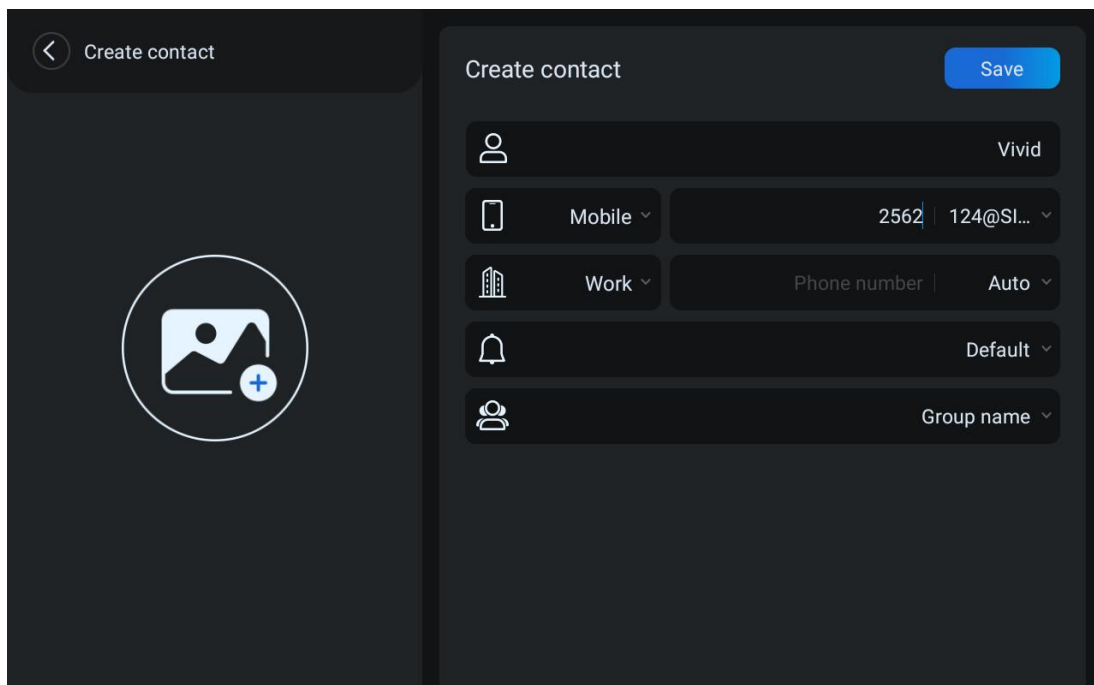 Create contact
Create contact
Save
Vivid
Mobile
2562
124@SI...
Work
Phone number
Auto
Default
Group name